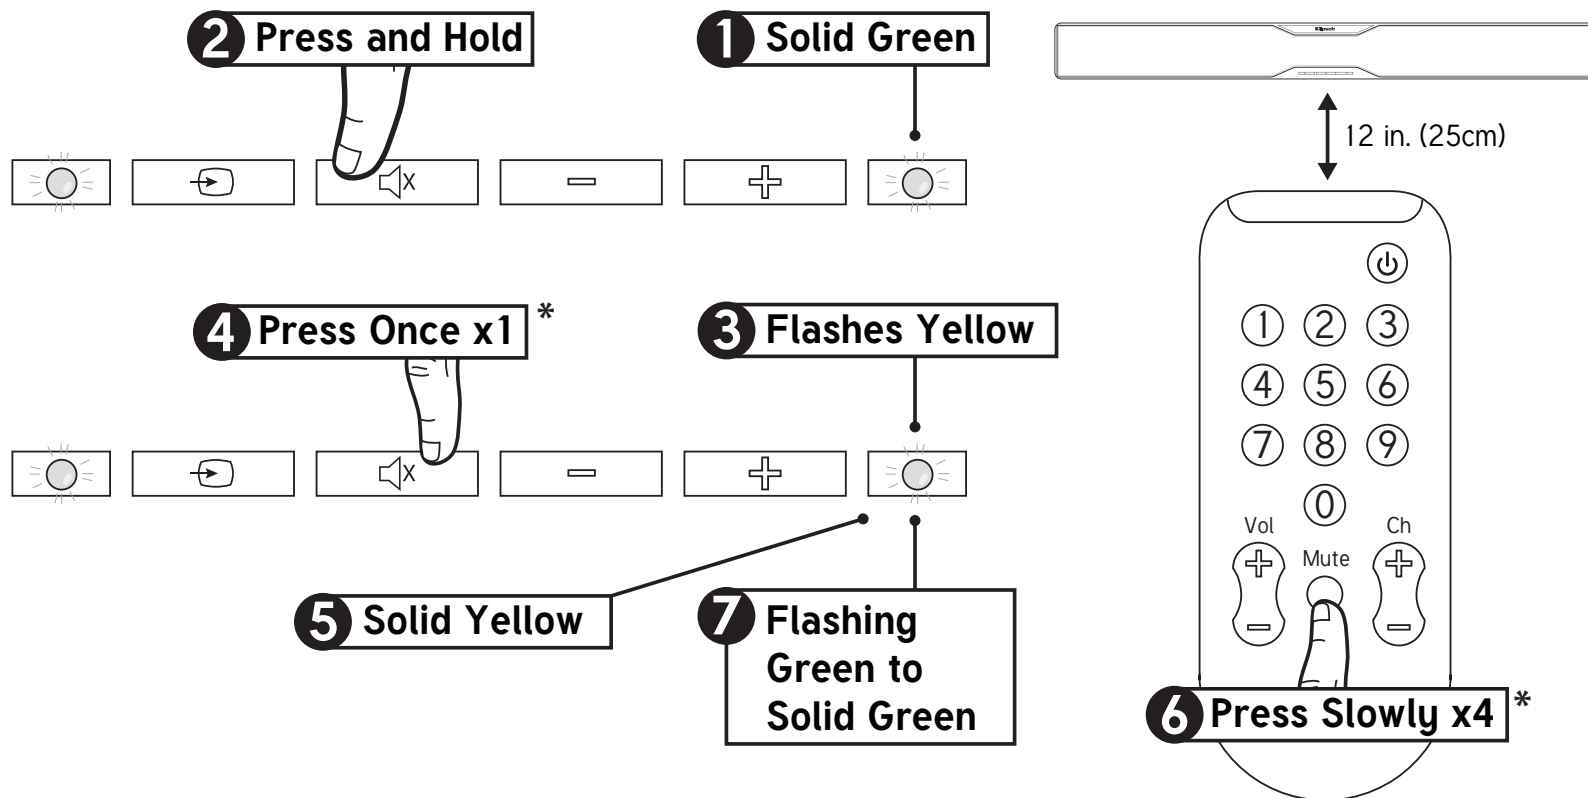 2 Press and Hold
1 Solid Green
Klipsch
12 in. (25cm)
X
4 Press Once x1 *
3 Flashes Yellow
X
5 Solid Yellow
7 Flashing
Green to
Solid Green
1 2 3
4 5 6
7 8 9
0
Vol
Ch
Mute
6 Press Slowly x4 *